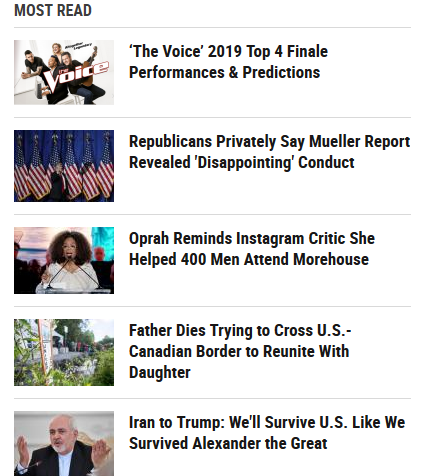 MOST READ
The Voice
'The Voice' 2019 Top 4 Finale
Performances & Predictions
Republicans Privately Say Mueller Report
Revealed 'Disappointing' Conduct
Oprah Reminds Instagram Critic She
Helped 400 Men Attend Morehouse
Father Dies Trying to Cross U.S.-
Canadian Border to Reunite With
Daughter
Iran to Trump: We'll Survive U.S. Like We
Survived Alexander the Great